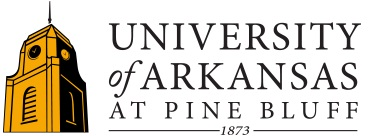 UNIVERSITY
of ARKANSAS
AT PINE BLUFF
1873